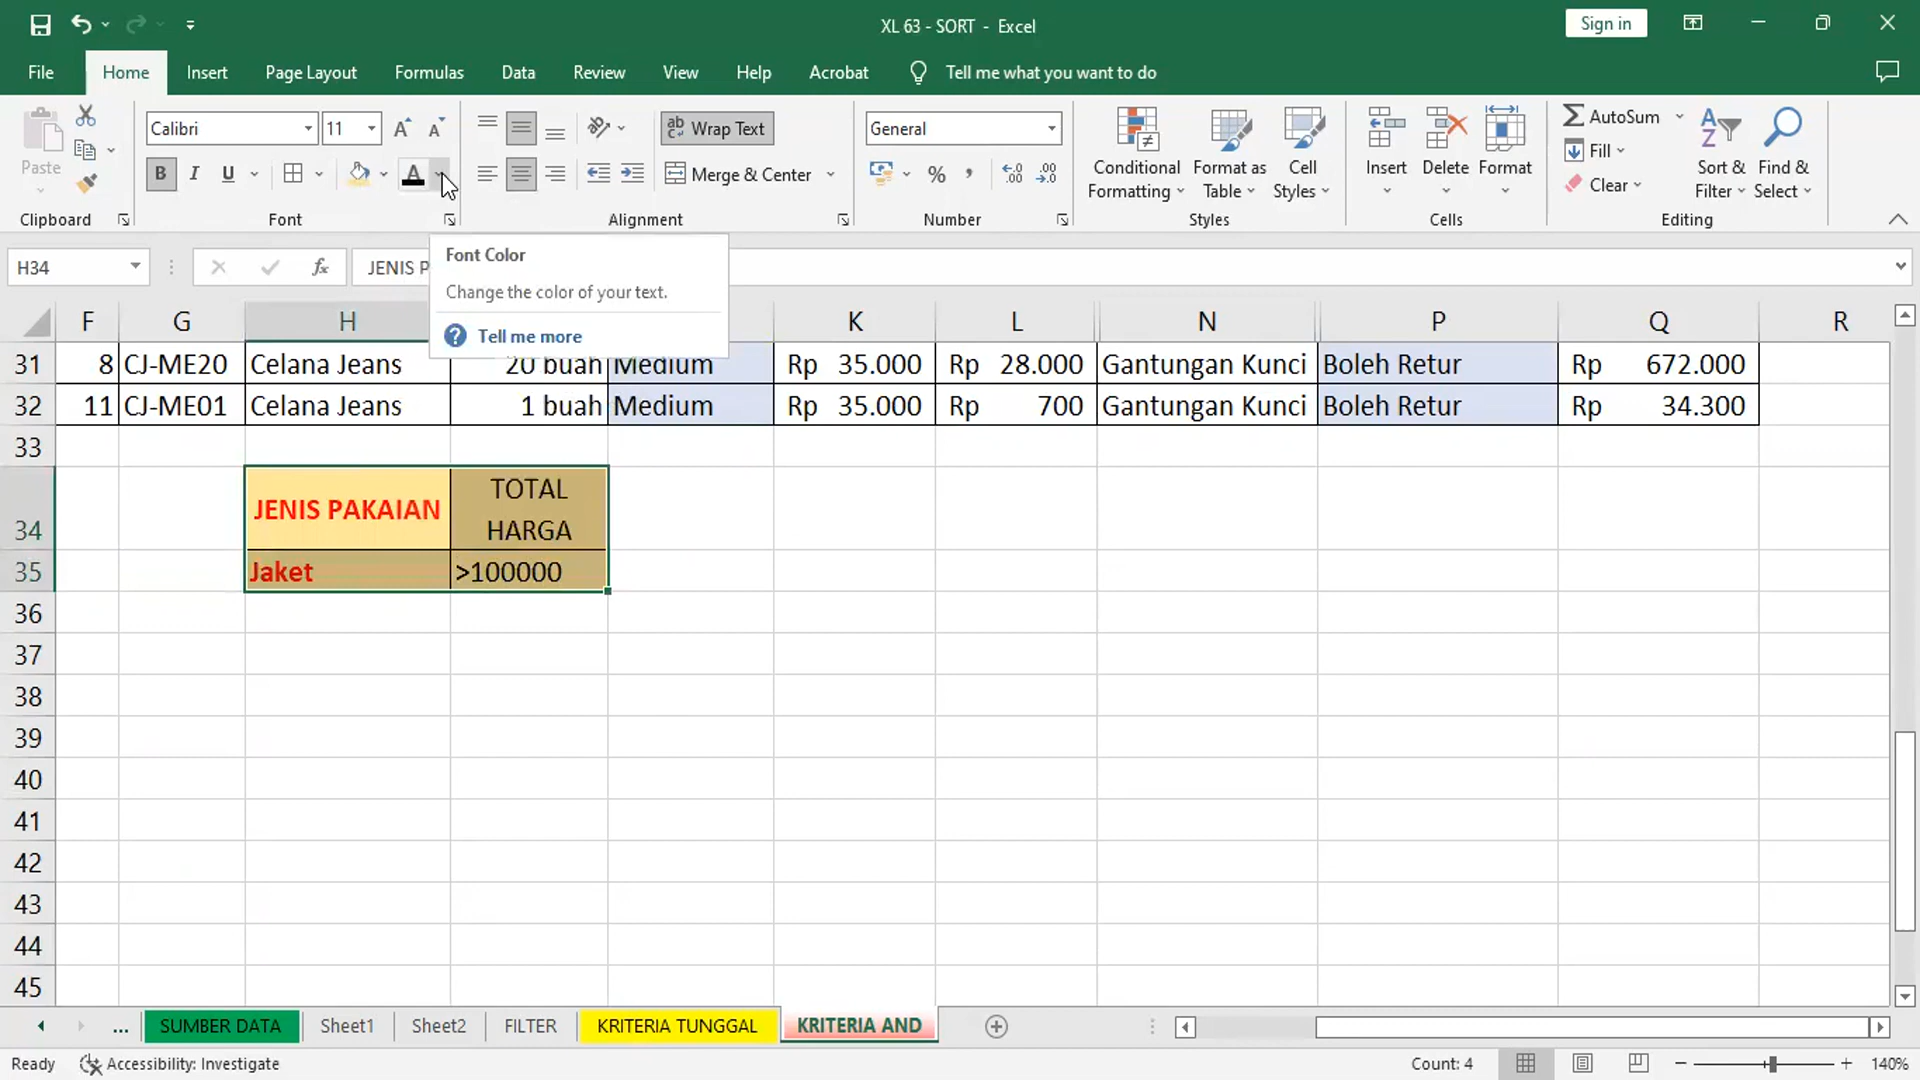 XL 63 - SORT - Excel
Sign in
File Home Insert Page Layout Formulas Data Review View Help Acrobat Tell me what you want to do
Paste
Clipboard
Calibri 11
B I U A
Font
Wrap Text
Merge & Center
Alignment
General
% ,
Number
Conditional Formatting
Format as Table
Cell Styles
Styles
Insert Delete Format
Cells
AutoSum
Fill
Clear
Sort & Filter
Find & Select
Editing
H34
fx
JENIS P
Font Color
Change the color of your text.
Tell me more
F G H K L N P Q R
31 8 CJ-ME20 Celana Jeans 20 buah Medium Rp 35.000 Rp 28.000 Gantungan Kunci Boleh Retur Rp 672.000
32 11 CJ-ME01 Celana Jeans 1 buah Medium Rp 35.000 Rp 700 Gantungan Kunci Boleh Retur Rp 34.300
33
34 JENIS PAKAIAN TOTAL HARGA
35 Jaket >100000
36
37
38
39
40
41
42
43
44
45
... SUMBER DATA Sheet1 Sheet2 FILTER KRITERIA TUNGGAL KRITERIA AND
Ready Accessibility: Investigate Count: 4 140%